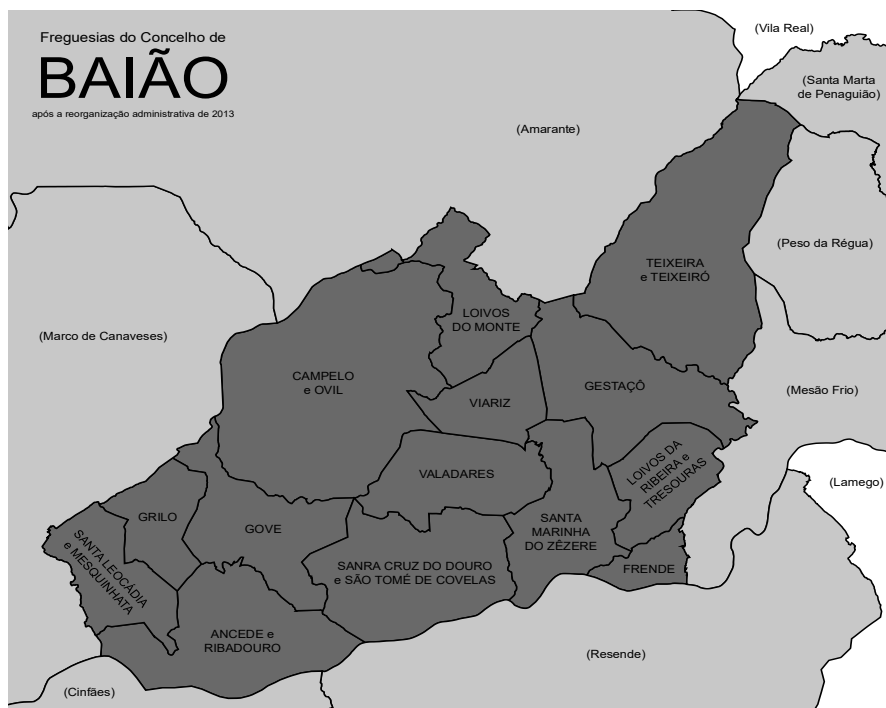 Freguesias do Concelho de
BAIÃO
após a reorganização administrativa de 2013
(Vila Real)
(Santa Marta
de Penaguião)
(Amarante)
(Peso da Régua)
TEIXEIRA
e TEIXEIRÓ
LOIVOS
DO MONTE
(Marco de Canaveses)
CAMPELO
e OVIL
GESTAÇÔ
(Mesão Frio)
VIARIZ
VALADARES
LOIVOS DA
RIBEIRA e
TRESOURAS
(Lamego)
GRILO
GOVE
SANTA
MARINHA
DO ZÊZERE
SANTA LEOCÁDIA
e MESQUINHATA
SANRA CRUZ DO DOURO
e SÃO TOMÉ DE COVELAS
FRENDE
ANCEDE e
RIBADOURO
(Resende)
(Cinfães)